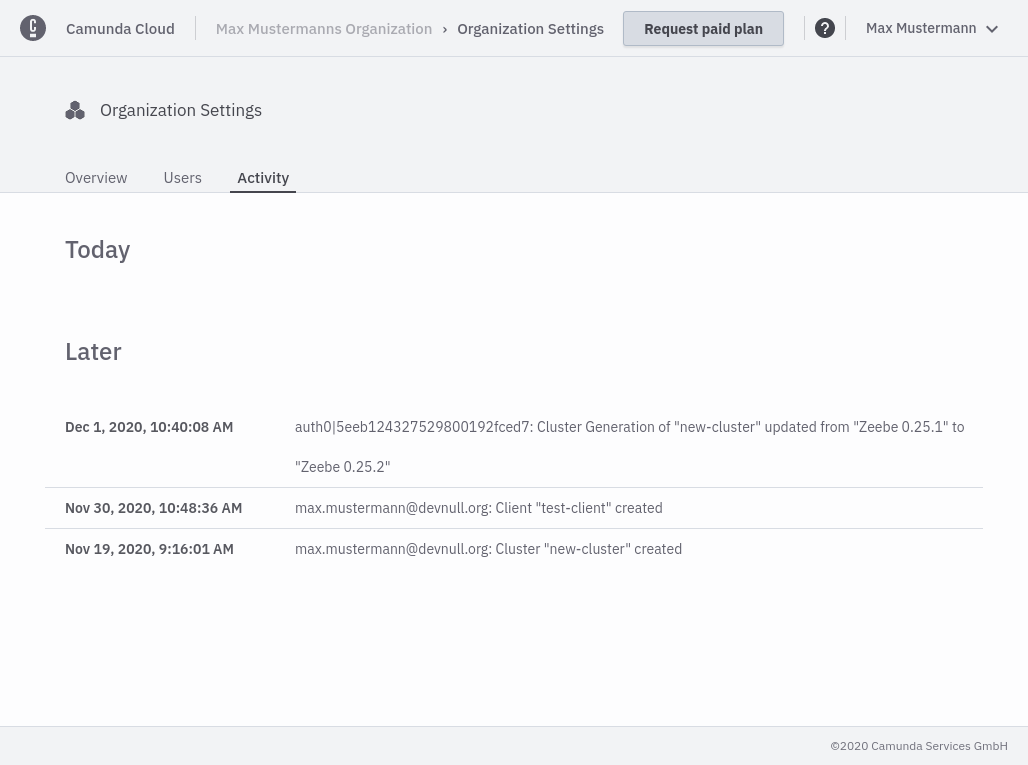 Camunda Cloud
Max Mustermanns Organization › Organization Settings
Request paid plan
?
Max Mustermann
Organization Settings
Overview
Users
Activity
Today
Later
Dec 1, 2020, 10:40:08 AM
auth0|5eeb124327529800192fced7: Cluster Generation of "new-cluster" updated from "Zeebe 0.25.1" to
"Zeebe 0.25.2"
Nov 30, 2020, 10:48:36 AM
max.mustermann@devnull.org: Client "test-client" created
Nov 19, 2020, 9:16:01 AM
max.mustermann@devnull.org: Cluster "new-cluster" created
©2020 Camunda Services GmbH